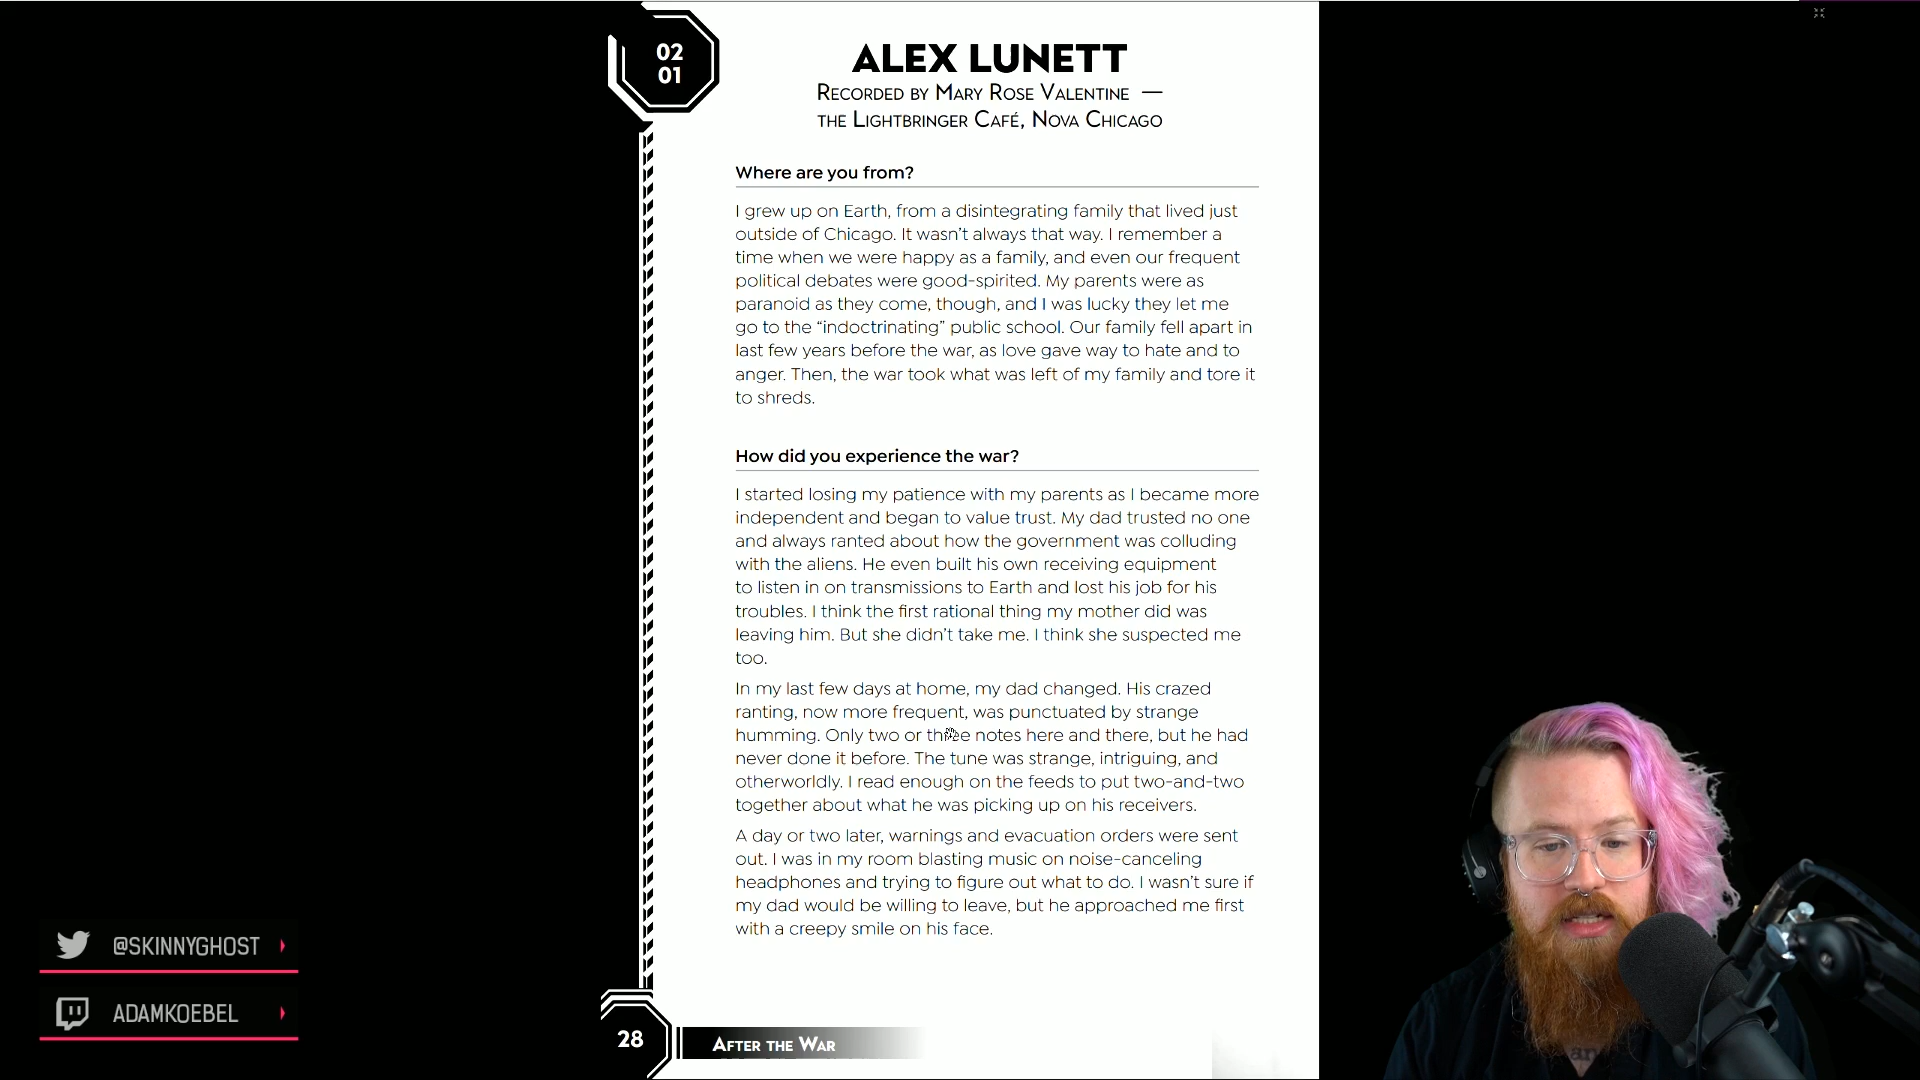 02
01
ALEX LUNETT
RECORDED BY MARY ROSE VALENTINE —
THE LIGHTBRINGER CAFÉ, NOVA CHICAGO
Where are you from?
I grew up on Earth, from a disintegrating family that lived just
outside of Chicago. It wasn’t always that way. I remember a
time when we were happy as a family, and even our frequent
political debates were good-spirited. My parents were as
paranoid as they come, though, and I was lucky they let me
go to the “indoctrinating” public school. Our family fell apart in
last few years before the war, as love gave way to hate and to
anger. Then, the war took what was left of my family and tore it
to shreds.
How did you experience the war?
I started losing my patience with my parents as I became more
independent and began to value trust. My dad trusted no one
and always ranted about how the government was colluding
with the aliens. He even built his own receiving equipment
to listen in on transmissions to Earth and lost his job for his
troubles. I think the first rational thing my mother did was
leaving him. But she didn’t take me. I think she suspected me
too.
In my last few days at home, my dad changed. His crazed
ranting, now more frequent, was punctuated by strange
humming. Only two or three notes here and there, but he had
never done it before. The tune was strange, intriguing, and
otherworldly. I read enough on the feeds to put two-and-two
together about what he was picking up on his receivers.
A day or two later, warnings and evacuation orders were sent
out. I was in my room blasting music on noise-canceling
headphones and trying to figure out what to do. I wasn’t sure if
my dad would be willing to leave, but he approached me first
with a creepy smile on his face.
28
AFTER THE WAR
@SKINNYGHOST
ADAMKOEBEL